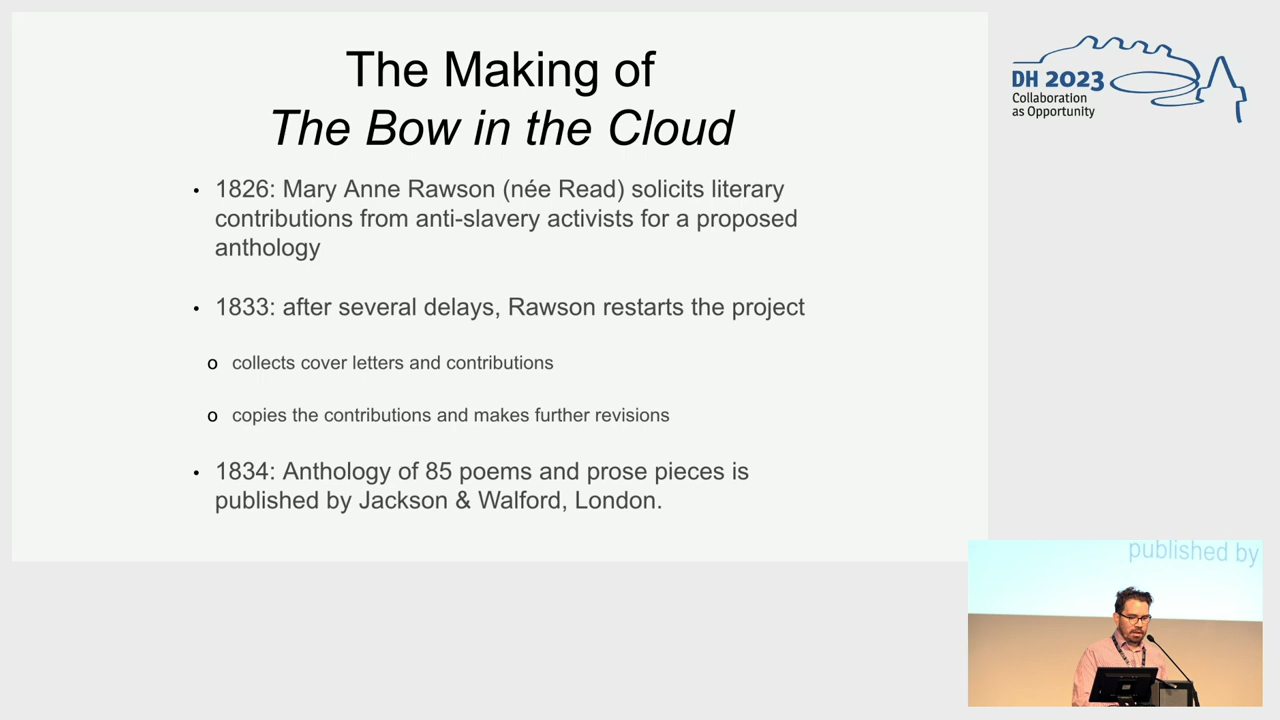 The Making of
The Bow in the Cloud
• 1826: Mary Anne Rawson (née Read) solicits literary
contributions from anti-slavery activists for a proposed
anthology
• 1833: after several delays, Rawson restarts the project
o collects cover letters and contributions
o copies the contributions and makes further revisions
• 1834: Anthology of 85 poems and prose pieces is
published by Jackson & Walford, London.
DH 2023
Collaboration
as Opportunity
published by